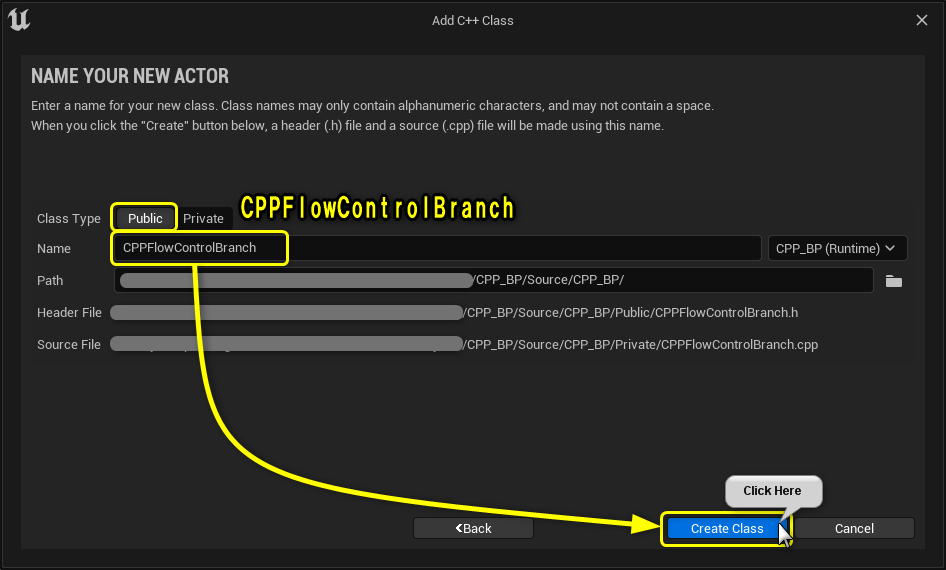 Add C++ Class
NAME YOUR NEW ACTOR
Enter a name for your new class. Class names may only contain alphanumeric characters, and may not contain a space.
When you click the "Create" button below, a header (.h) file and a source (.cpp) file will be made using this name.
CPPFlowControlBranch
Class Type Public Private
Name CPPFlowControlBranch CPP_BP (Runtime)
Path /CPP_BP/Source/CPP_BP/
Header File /CPP_BP/Source/CPP_BP/Public/CPPFlowControlBranch.h
Source File /CPP_BP/Source/CPP_BP/Private/CPPFlowControlBranch.cpp
Click Here
Back Create Class Cancel